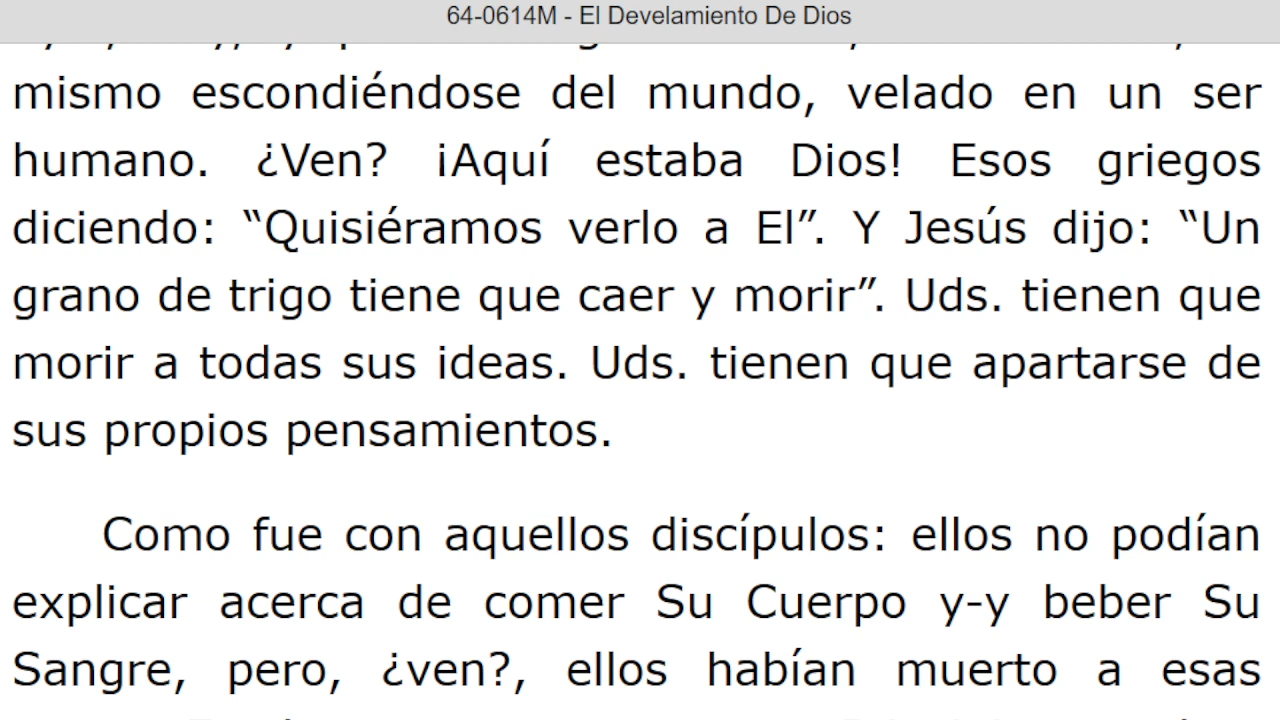 64-0614M - El Develamiento De Dios
mismo escondiéndose del mundo, velado en un ser
humano. ¿Ven? ¡Aquí estaba Dios! Esos griegos
diciendo: “Quisiéramos verlo a El”. Y Jesús dijo: “Un
grano de trigo tiene que caer y morir”. Uds. tienen que
morir a todas sus ideas. Uds. tienen que apartarse de
sus propios pensamientos.
Como fue con aquellos discípulos: ellos no podían
explicar acerca de comer Su Cuerpo y-y beber Su
Sangre, pero, ¿ven?, ellos habían muerto a esas